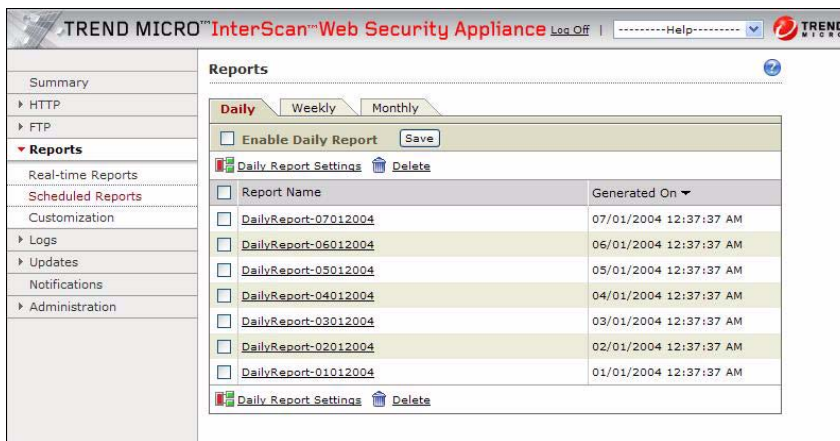 TREND MICRO™ InterScan™ Web Security Appliance Log Off | ---------Help---------
TREND
MICRO
Summary
HTTP
FTP
Reports
Real-time Reports
Scheduled Reports
Customization
Logs
Updates
Notifications
Administration
Reports
?
Daily Weekly Monthly
Enable Daily Report Save
Daily Report Settings Delete
Report Name Generated On
DailyReport-07012004 07/01/2004 12:37:37 AM
DailyReport-06012004 06/01/2004 12:37:37 AM
DailyReport-05012004 05/01/2004 12:37:37 AM
DailyReport-04012004 04/01/2004 12:37:37 AM
DailyReport-03012004 03/01/2004 12:37:37 AM
DailyReport-02012004 02/01/2004 12:37:37 AM
DailyReport-01012004 01/01/2004 12:37:37 AM
Daily Report Settings Delete